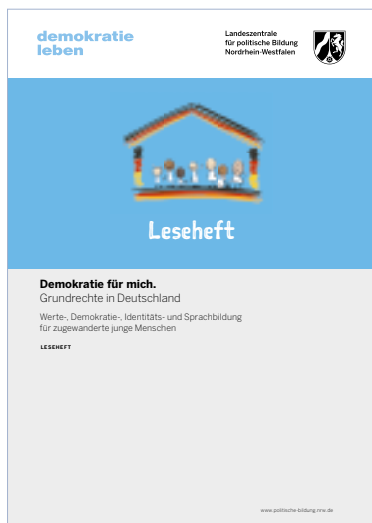 demokratie
leben
Landeszentrale
für politische Bildung
Nordrhein-Westfalen
Leseheft
Demokratie für mich.
Grundrechte in Deutschland
Werte-, Demokratie-, Identitäts- und Sprachbildung
für zugewanderte junge Menschen
LESEHEFT
www.politische-bildung.nrw.de